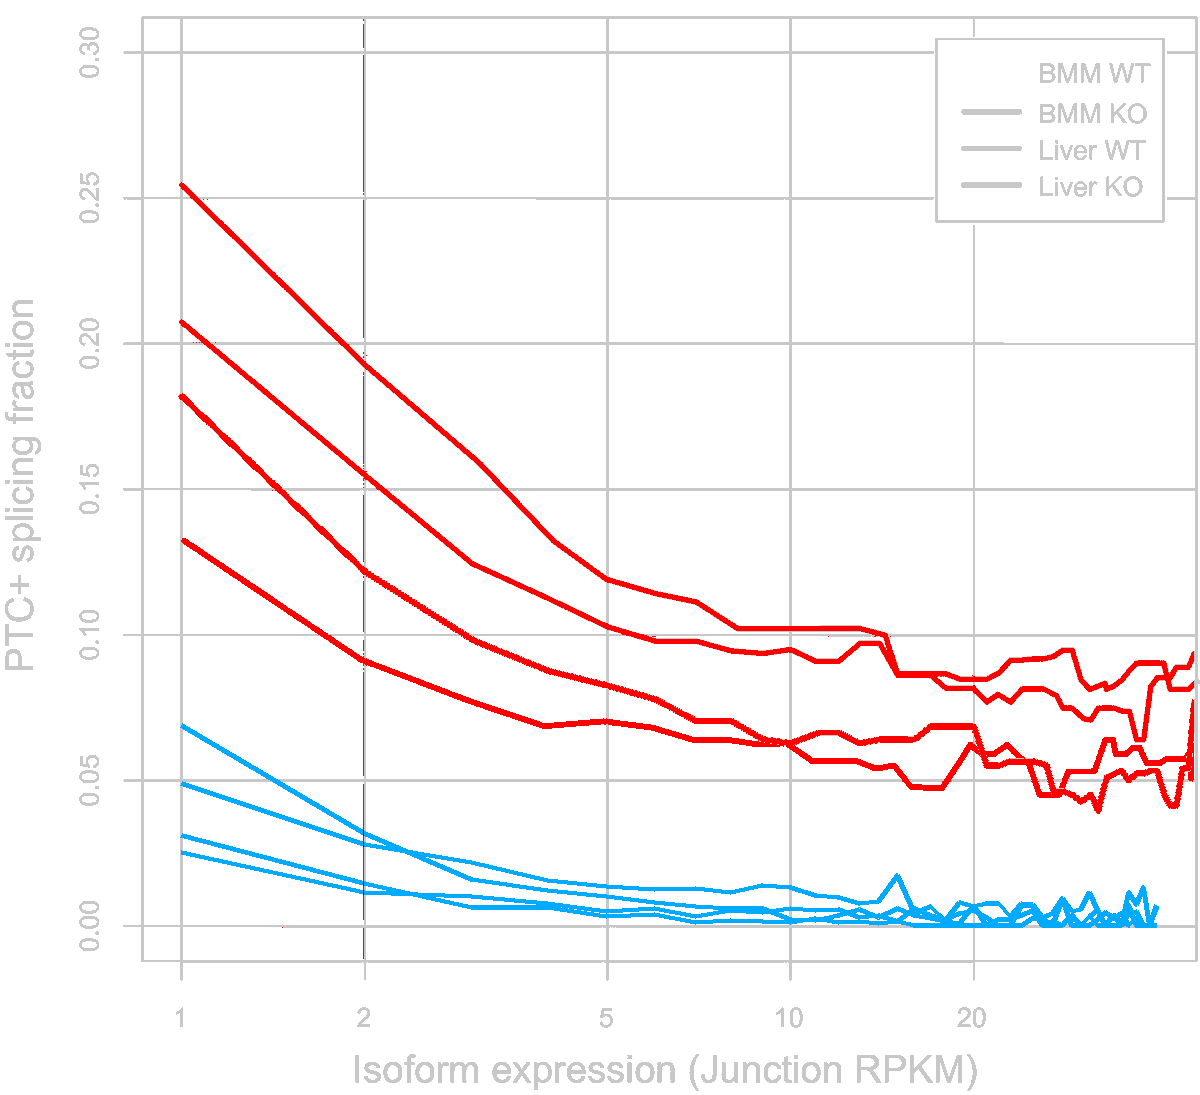 0.30
0.25
0.20
0.15
0.10
0.05
0.00
PTC+ splicing fraction
BMM WT
BMM KO
Liver WT
Liver KO
1 2 5 10 20
Isoform expression (Junction RPKM)